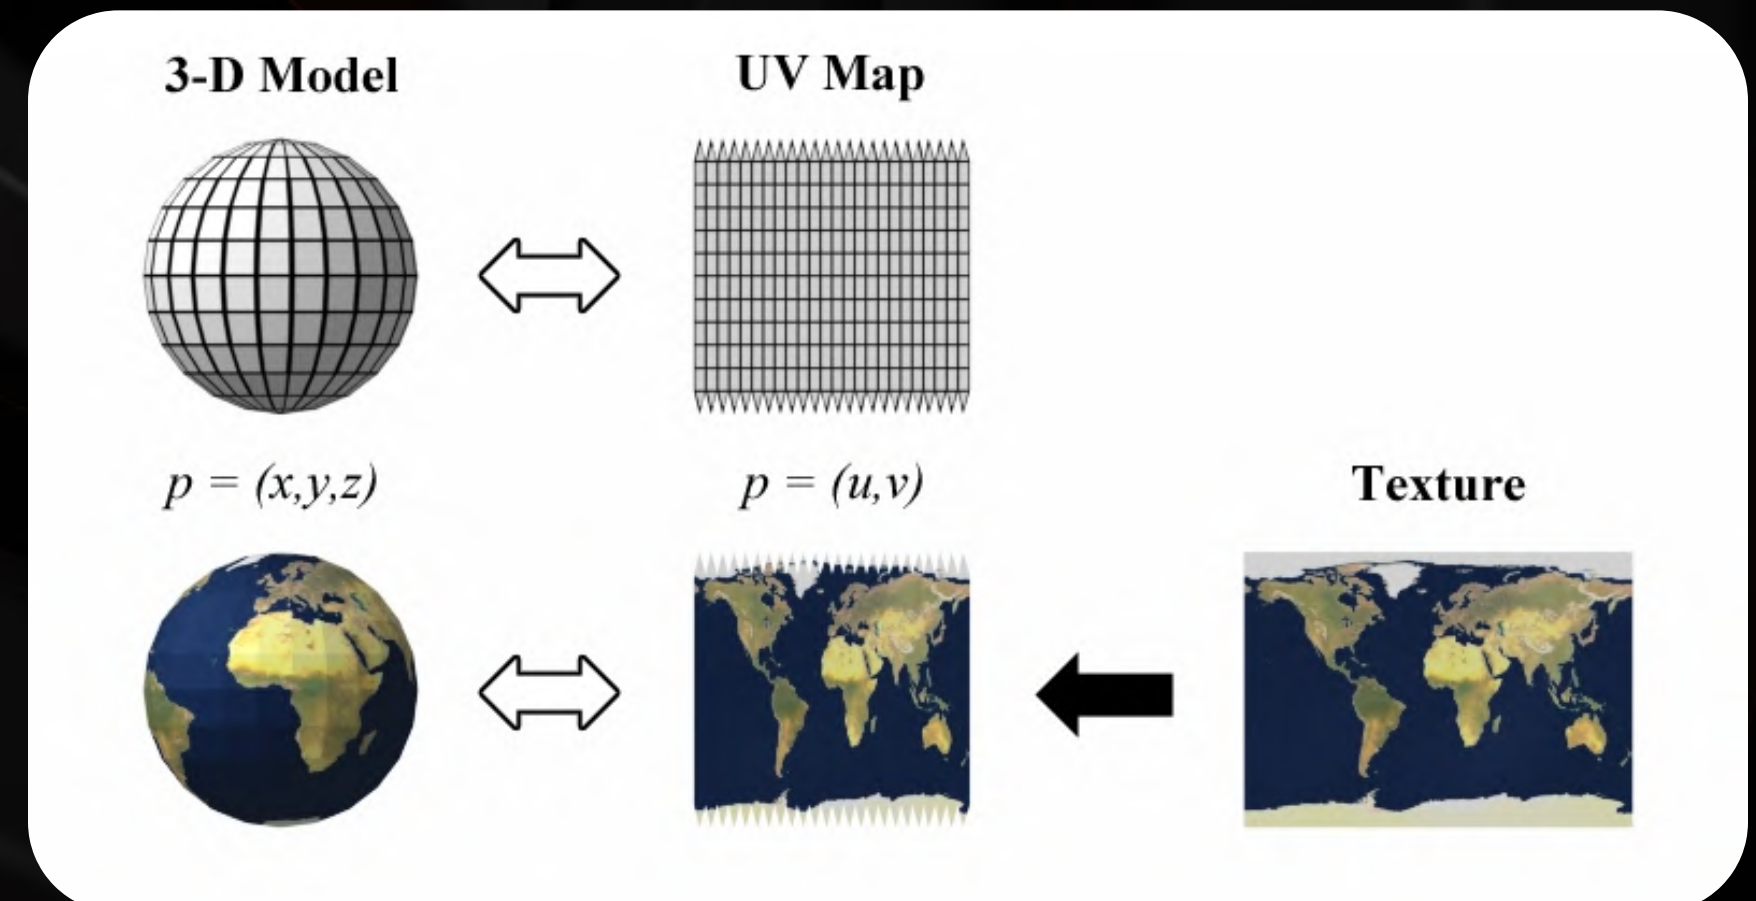 3-D Model
UV Map
p = (x,y,z)
p = (u,v)
Texture